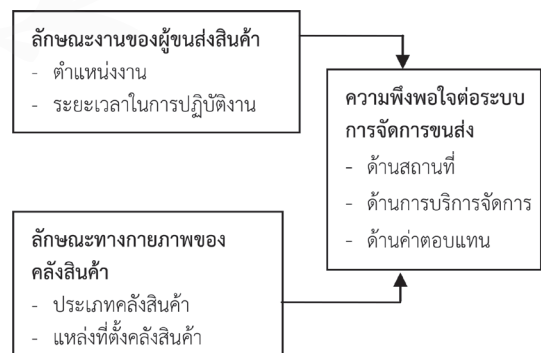 ลักษณะงานของผู้ขนส่งสินค้า
- ตำแหน่งงาน
- ระยะเวลาในการปฏิบัติงาน
ความพึงพอใจต่อระบบ
การจัดการขนส่ง
- ด้านสถานที่
- ด้านการบริการจัดการ
- ด้านค่าตอบแทน
ลักษณะทางกายภาพของ
คลังสินค้า
- ประเภทคลังสินค้า
- แหล่งที่ตั้งคลังสินค้า